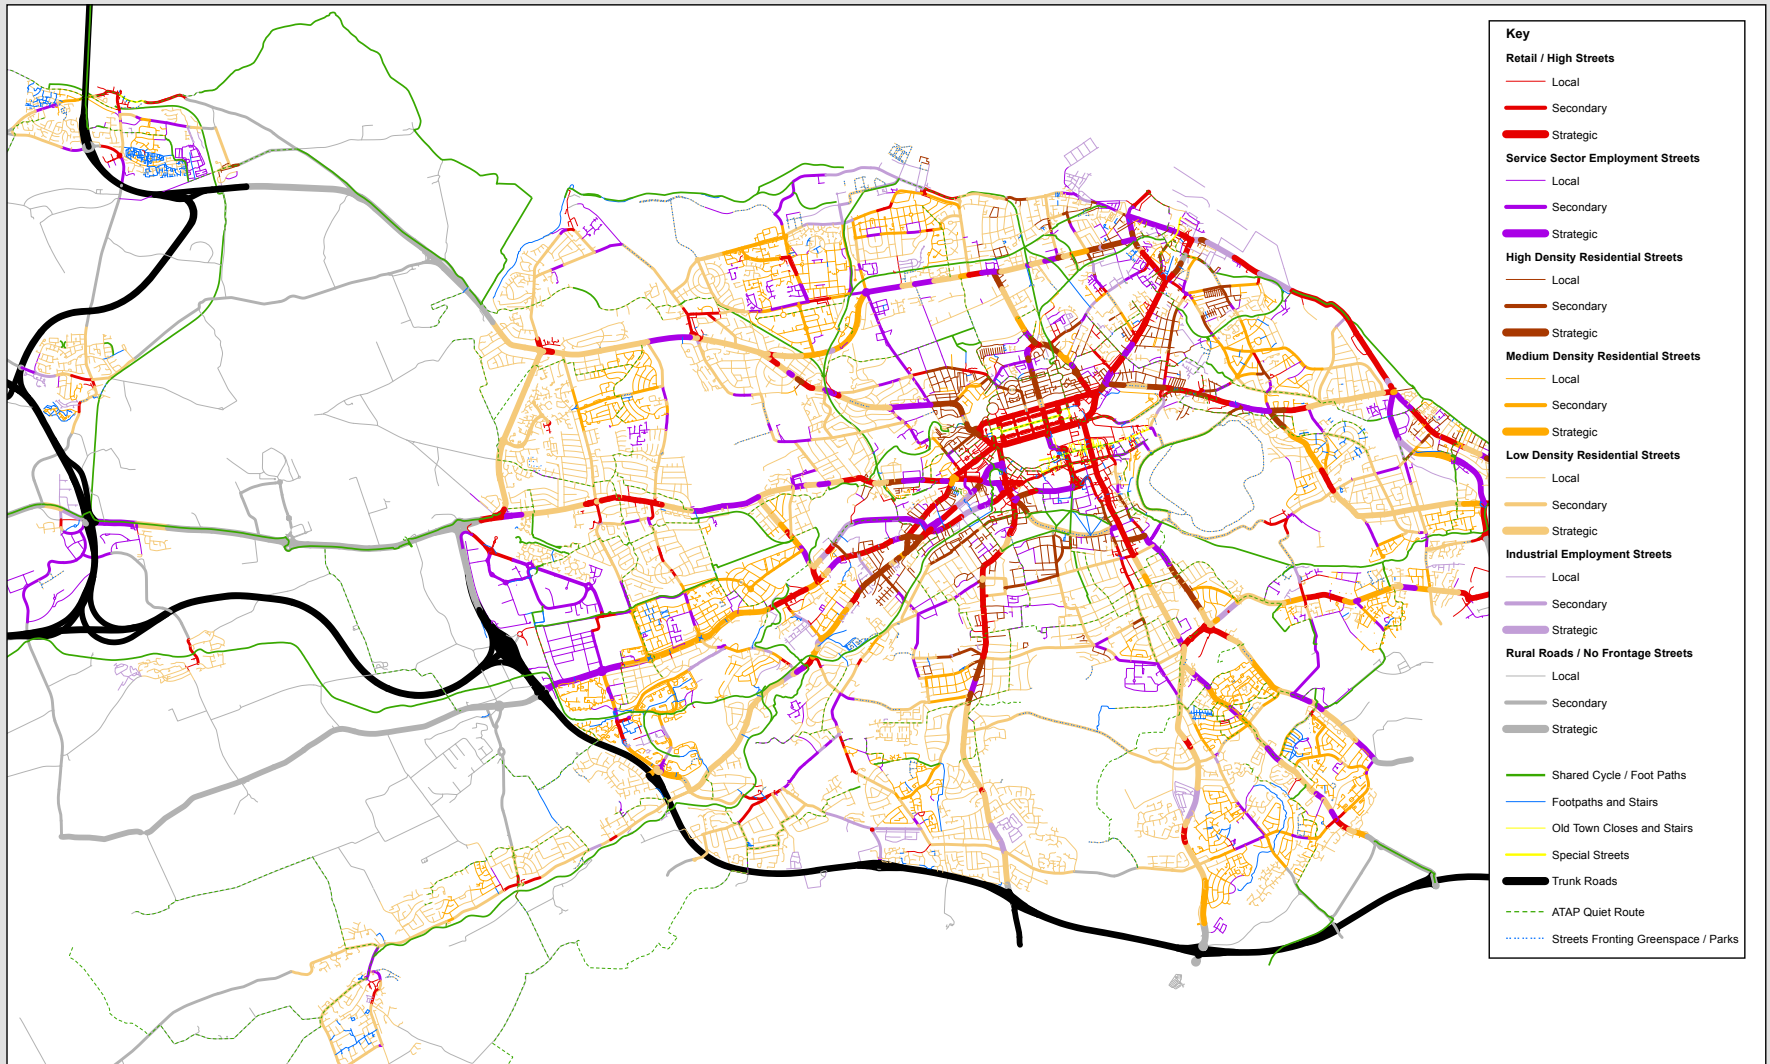 Key
Retail / High Streets
Local
Secondary
Strategic
Service Sector Employment Streets
Local
Secondary
Strategic
High Density Residential Streets
Local
Secondary
Strategic
Medium Density Residential Streets
Local
Secondary
Strategic
Low Density Residential Streets
Local
Secondary
Strategic
Industrial Employment Streets
Local
Secondary
Strategic
Rural Roads / No Frontage Streets
Local
Secondary
Strategic
Shared Cycle / Foot Paths
Footpaths and Stairs
Old Town Closes and Stairs
Special Streets
Trunk Roads
ATAP Quiet Route
Streets Fronting Greenspace / Parks